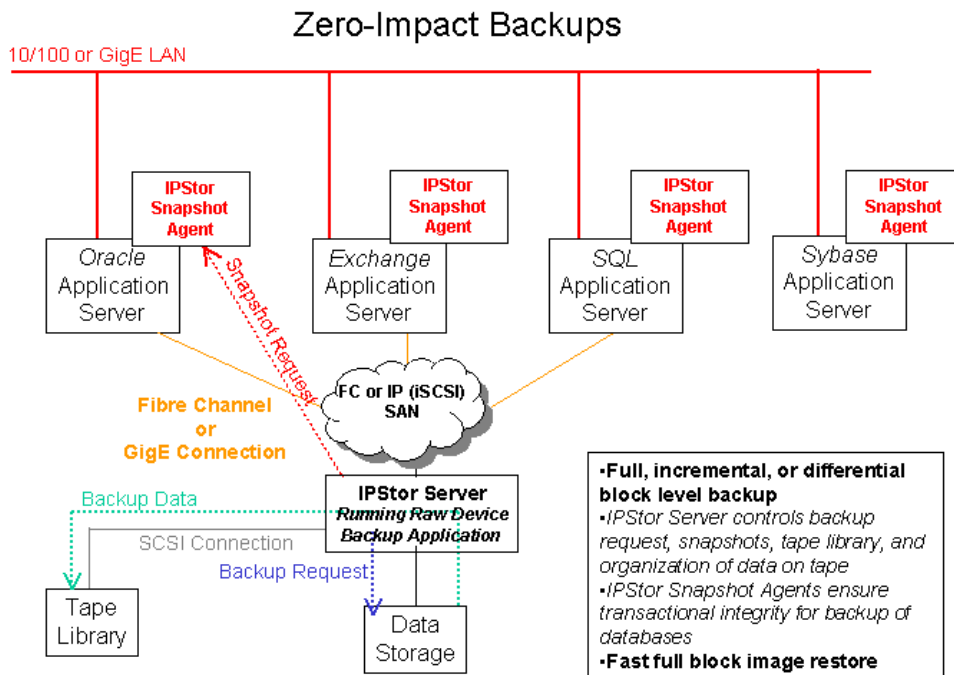 Zero-Impact Backups
10/100 or GigE LAN
IPStor
Snapshot
Agent
IPStor
Snapshot
Agent
IPStor
Snapshot
Agent
IPStor
Snapshot
Agent
Oracle
Application
Server
Exchange
Application
Server
SQL
Application
Server
Sybase
Application
Server
Snapshot Request
FC or IP (iSCSI)
SAN
Fibre Channel
or
GigE Connection
IPStor Server
Running Raw Device
Backup Application
Backup Data
SCSI Connection
Backup Request
Tape
Library
Data
Storage
•Full, incremental, or differential
block level backup
•IPStor Server controls backup
request, snapshots, tape library, and
organization of data on tape
•IPStor Snapshot Agents ensure
transactional integrity for backup of
databases
•Fast full block image restore